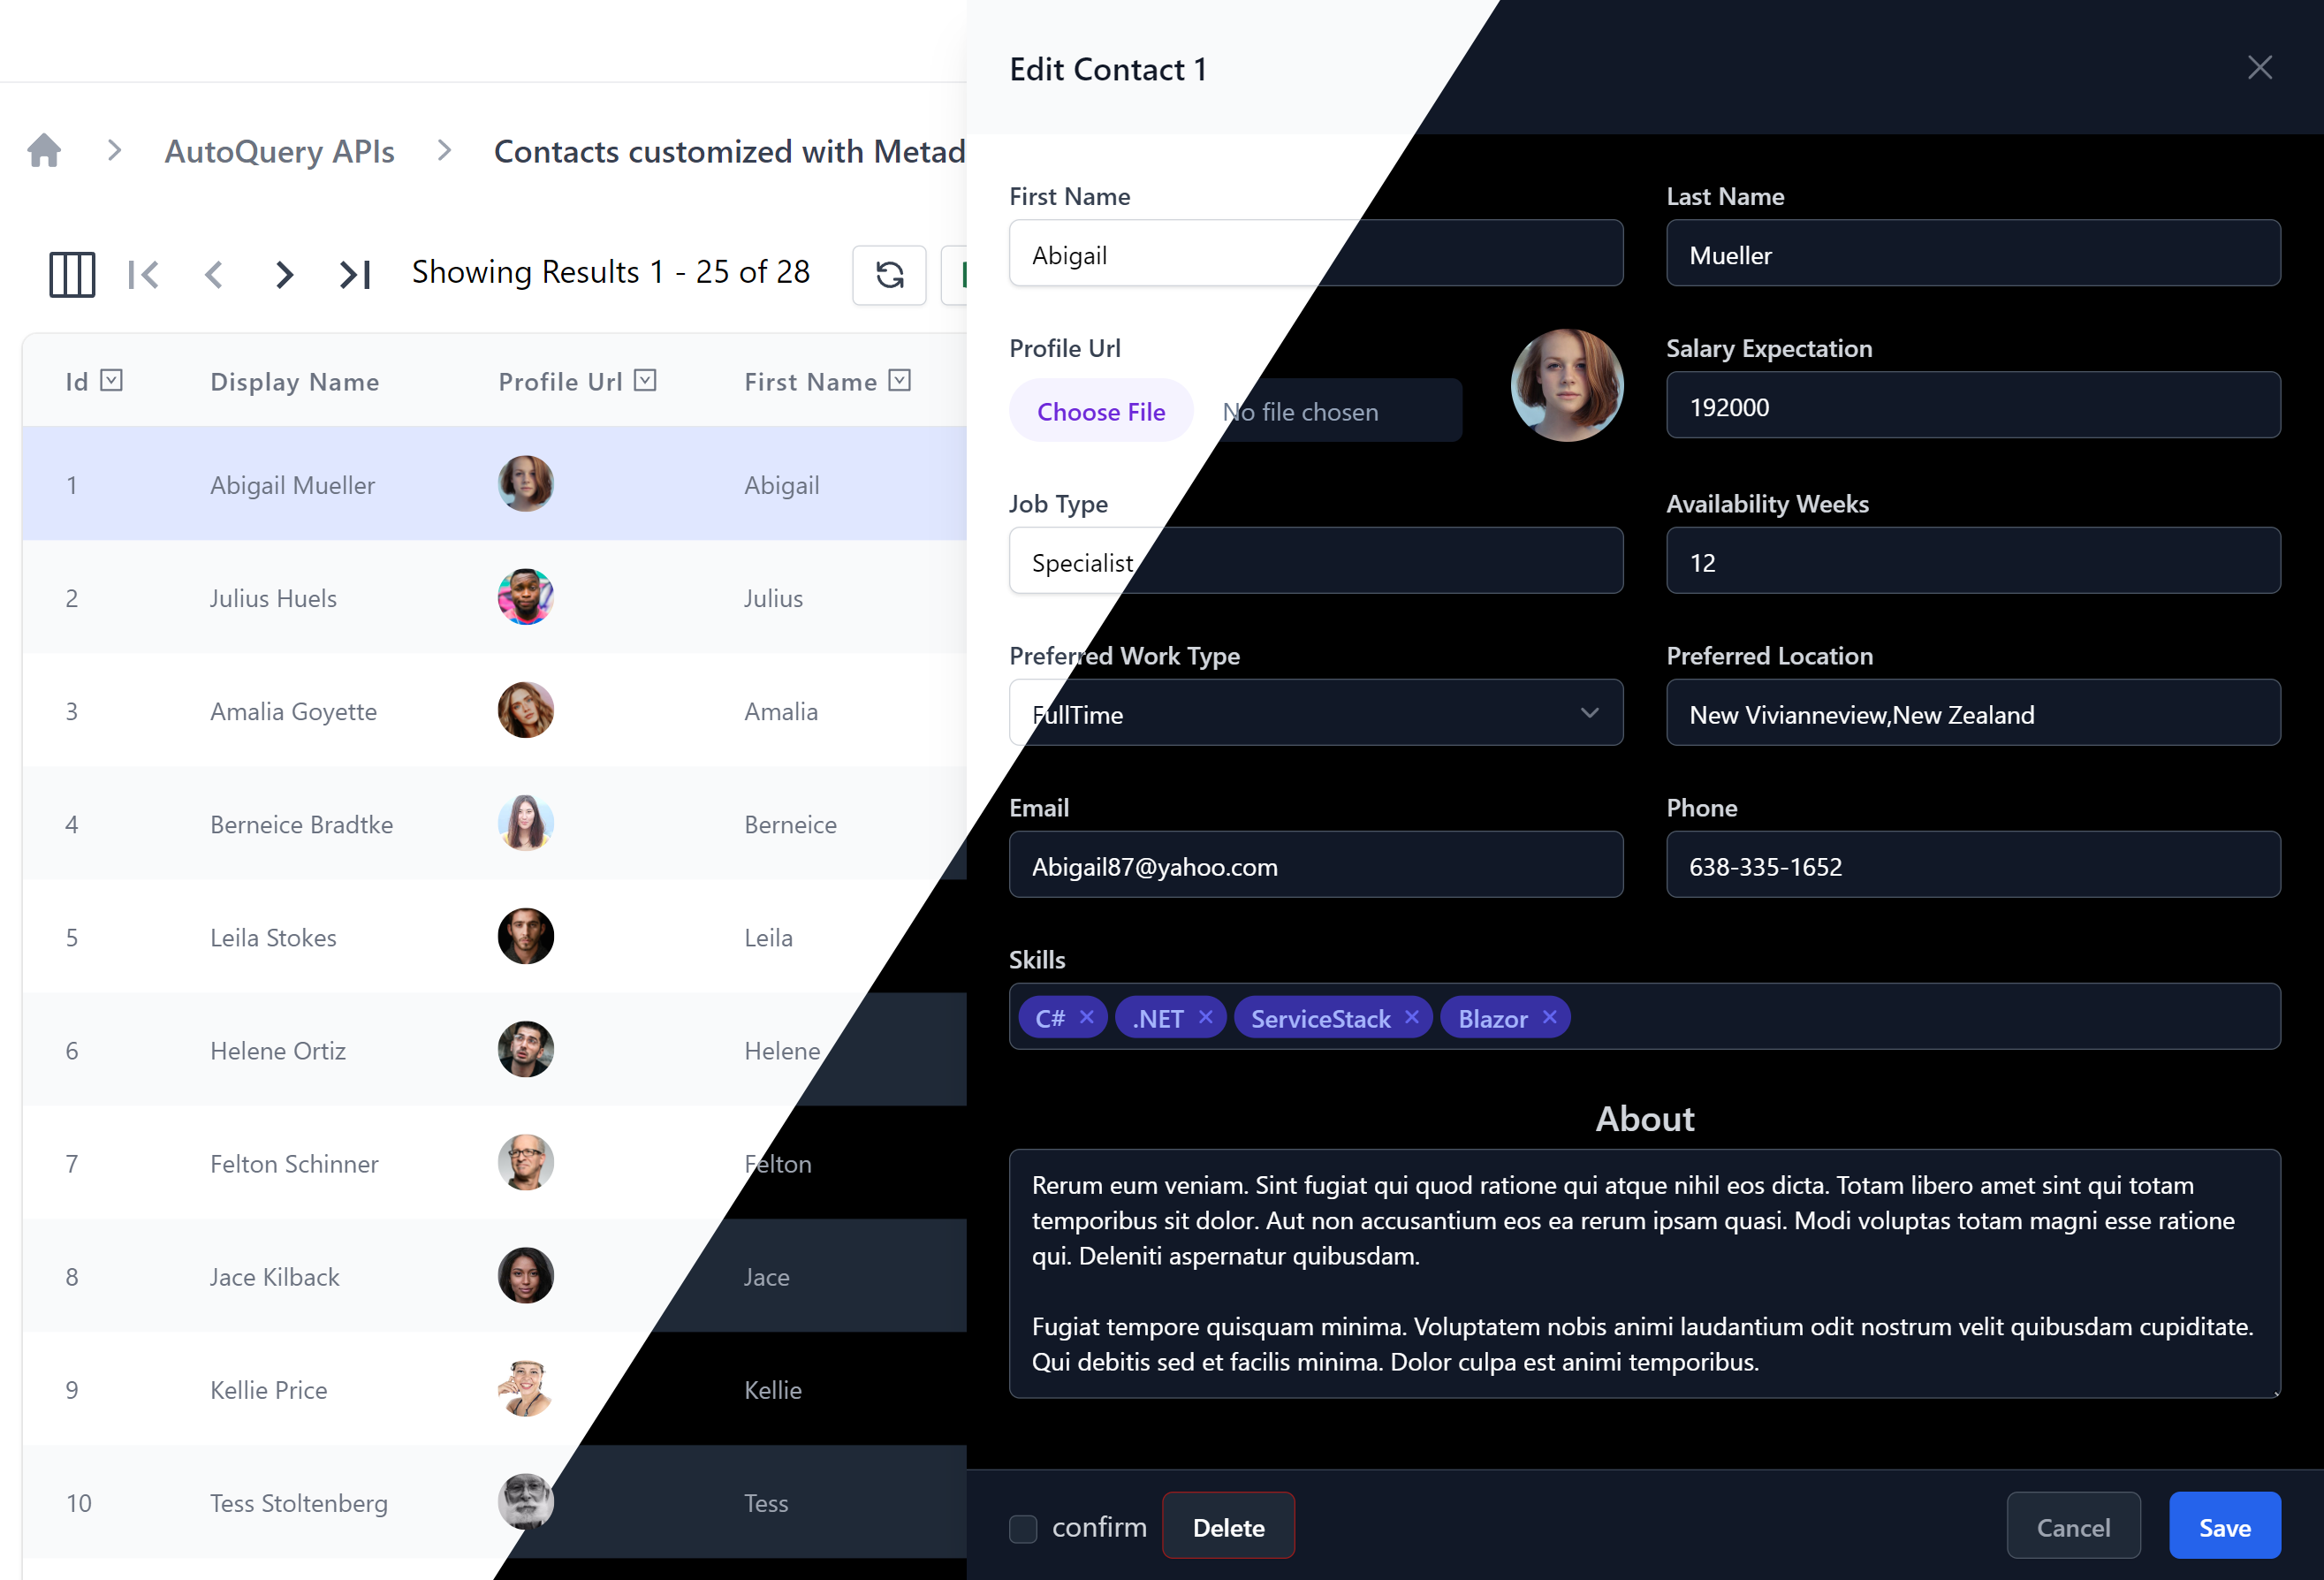 AutoQuery APIs
Contacts customized with Metad
Showing Results 1 - 25 of 28
Id Display Name Profile Url First Name
1 Abigail Mueller Abigail
2 Julius Huels Julius
3 Amalia Goyette Amalia
4 Berneice Bradtke Berneice
5 Leila Stokes Leila
6 Helene Ortiz Helene
7 Felton Schinner Felton
8 Jace Kilback Jace
9 Kellie Price Kellie
10 Tess Stoltenberg Tess
Edit Contact 1
First Name
Abigail
Last Name
Mueller
Profile Url
Choose File No file chosen
Salary Expectation
192000
Job Type
Specialist
Availability Weeks
12
Preferred Work Type
FullTime
Preferred Location
New Vivianneview,New Zealand
Email
Abigail87@yahoo.com
Phone
638-335-1652
Skills
C# .NET ServiceStack Blazor
About
Rerum eum veniam. Sint fugiat qui quod ratione qui atque nihil eos dicta. Totam libero amet sint qui totam
temporibus sit dolor. Aut non accusantium eos ea rerum ipsam quasi. Modi voluptas totam magni esse ratione
qui. Deleniti aspernatur quibusdam.
Fugiat tempore quisquam minima. Voluptatem nobis animi laudantium odit nostrum velit quibusdam cupiditate.
Qui debitis sed et facilis minima. Dolor culpa est animi temporibus.
confirm Delete Cancel Save